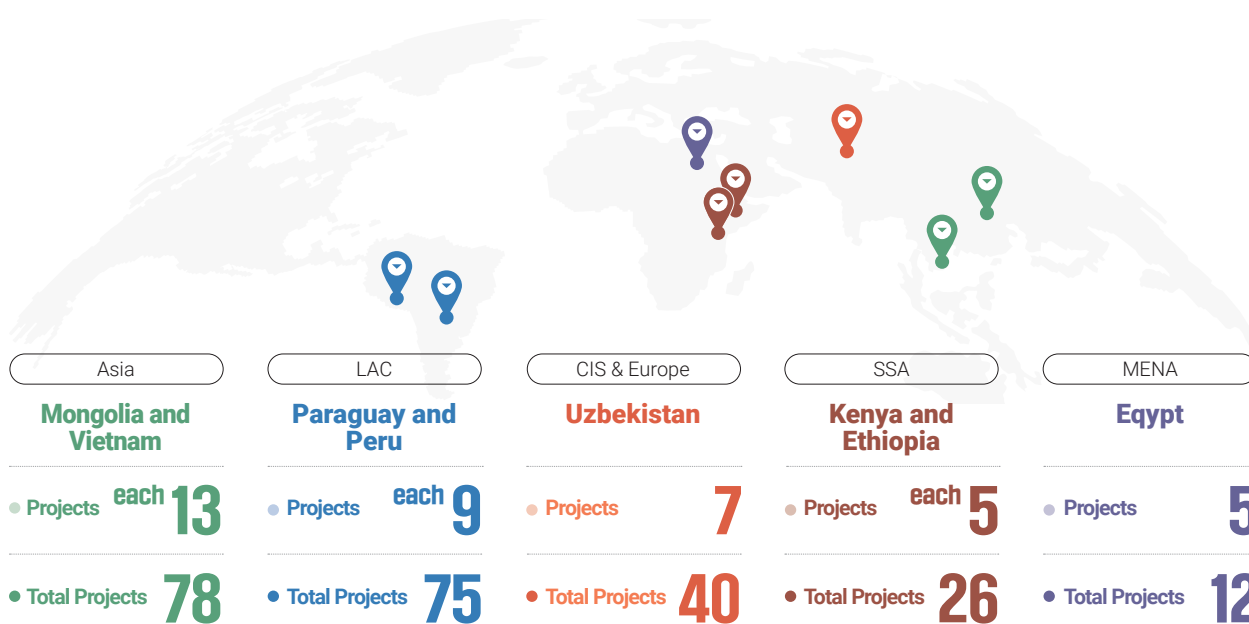 Asia
Mongolia and
Vietnam
Projects each 13
Total Projects 78
LAC
Paraguay and
Peru
Projects each 9
Total Projects 75
CIS & Europe
Uzbekistan
Projects 7
Total Projects 40
SSA
Kenya and
Ethiopia
Projects each 5
Total Projects 26
MENA
Eqypt
Projects 5
Total Projects 12